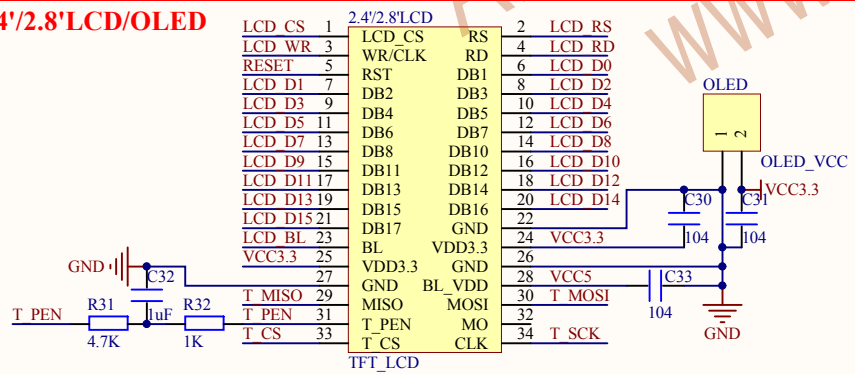 4'/2.8'LCD/OLED
2.4'/2.8'LCD
LCD_CS 1 LCD_CS RS 2 LCD_RS
LCD_WR 3 WR/CLK RD 4 LCD_RD
RESET 5 RST DB1 6 LCD_D0
LCD_D1 7 DB2 DB3 8 LCD_D2
LCD_D3 9 DB4 DB5 10 LCD_D4
LCD_D5 11 DB6 DB7 12 LCD_D6
LCD_D7 13 DB8 DB10 14 LCD_D8
LCD_D9 15 DB11 DB12 16 LCD_D10
LCD_D11 17 DB13 DB14 18 LCD_D12
LCD_D13 19 DB15 DB16 20 LCD_D14
LCD_D15 21 DB17 GND 22
LCD_BL 23 BL VDD3.3 24 VCC3.3
VCC3.3 25 VDD3.3 GND 26
27 GND BL_VDD 28 VCC5
T_MISO 29 MISO MOSI 30 T_MOSI
T_PEN 31 T_PEN MO 32
T_CS 33 T_CS CLK 34 T_SCK
TFT_LCD
OLED
1 2
OLED_VCC
VCC3.3
C30
104
C31
104
C33
104
GND
GND
C32
1uF
T_PEN
R31
4.7K
R32
1K
WWW